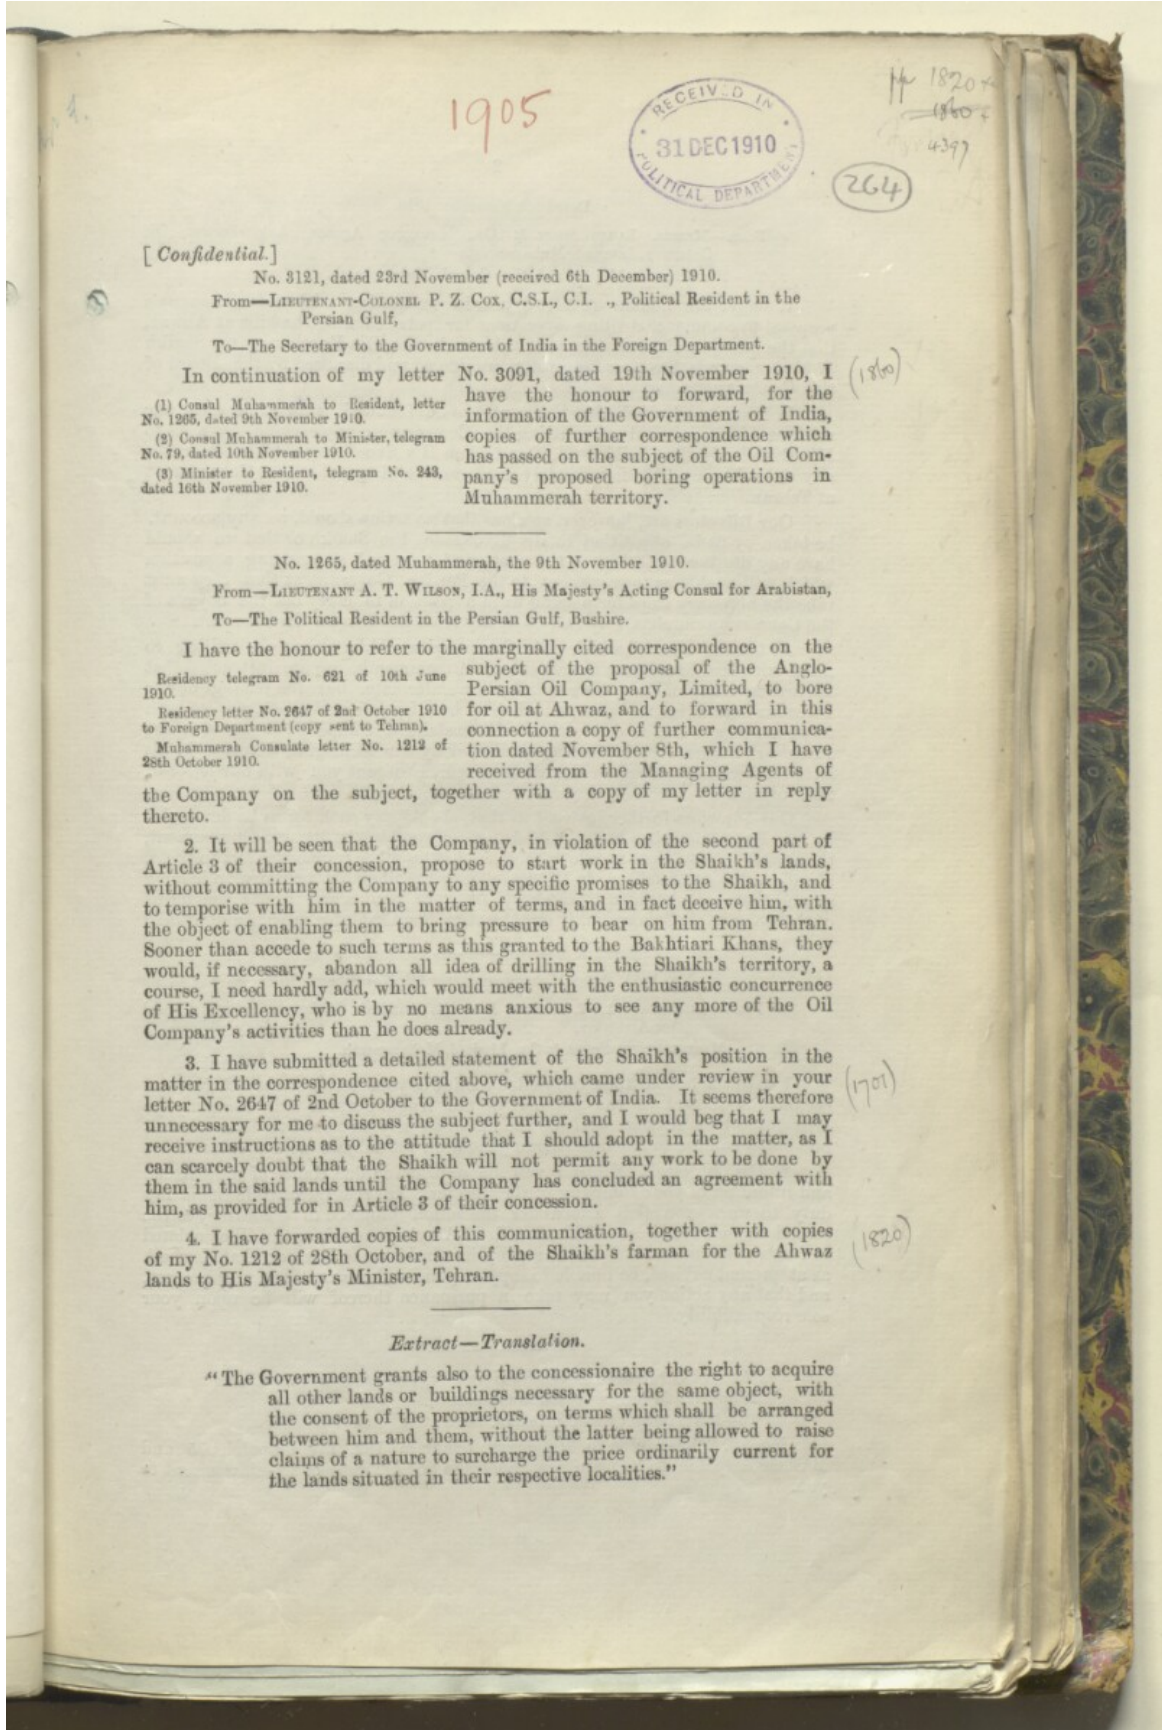 1905
RECEIVED IN
31 DEC 1910
POLITICAL DEPARTMENT
pp 1820 +
1860 +
4397
264
[Confidential.]
No. 3121, dated 23rd November (received 6th December) 1910.
From—LIEUTENANT-COLONEL P. Z. COX, C.S.I., C.I. ., Political Resident in the
Persian Gulf,
To—The Secretary to the Government of India in the Foreign Department.
In continuation of my letter No. 3091, dated 19th November 1910, I
(1860)
(1) Consul Muhammerah to Resident, letter
No. 1265, dated 9th November 1910.
(2) Consul Muhammerah to Minister, telegram
No. 79, dated 10th November 1910.
(3) Minister to Resident, telegram No. 243,
dated 16th November 1910.
have the honour to forward, for the
information of the Government of India,
copies of further correspondence which
has passed on the subject of the Oil Com-
pany's proposed boring operations in
Muhammerah territory.
No. 1265, dated Muhammerah, the 9th November 1910.
From—LIEUTENANT A. T. WILSON, I.A., His Majesty's Acting Consul for Arabistan,
To—The Political Resident in the Persian Gulf, Bushire.
I have the honour to refer to the marginally cited correspondence on the
Residency telegram No. 621 of 10th June
1910.
Residency letter No. 2647 of 2nd October 1910
to Foreign Department (copy sent to Tehran).
Muhammerah Consulate letter No. 1212 of
28th October 1910.
subject of the proposal of the Anglo-
Persian Oil Company, Limited, to bore
for oil at Ahwaz, and to forward in this
connection a copy of further communica-
tion dated November 8th, which I have
received from the Managing Agents of
the Company on the subject, together with a copy of my letter in reply
thereto.
2. It will be seen that the Company, in violation of the second part of
Article 3 of their concession, propose to start work in the Shaikh's lands,
without committing the Company to any specific promises to the Shaikh, and
to temporise with him in the matter of terms, and in fact deceive him, with
the object of enabling them to bring pressure to bear on him from Tehran.
Sooner than accede to such terms as this granted to the Bakhtiari Khans, they
would, if necessary, abandon all idea of drilling in the Shaikh's territory, a
course, I need hardly add, which would meet with the enthusiastic concurrence
of His Excellency, who is by no means anxious to see any more of the Oil
Company's activities than he does already.
3. I have submitted a detailed statement of the Shaikh's position in the
matter in the correspondence cited above, which came under review in your
(1701)
letter No. 2647 of 2nd October to the Government of India. It seems therefore
unnecessary for me to discuss the subject further, and I would beg that I may
receive instructions as to the attitude that I should adopt in the matter, as I
can scarcely doubt that the Shaikh will not permit any work to be done by
them in the said lands until the Company has concluded an agreement with
him, as provided for in Article 3 of their concession.
4. I have forwarded copies of this communication, together with copies
(1820)
of my No. 1212 of 28th October, and of the Shaikh's farman for the Ahwaz
lands to His Majesty's Minister, Tehran.
Extract—Translation.
"The Government grants also to the concessionaire the right to acquire
all other lands or buildings necessary for the same object, with
the consent of the proprietors, on terms which shall be arranged
between him and them, without the latter being allowed to raise
claims of a nature to surcharge the price ordinarily current for
the lands situated in their respective localities."